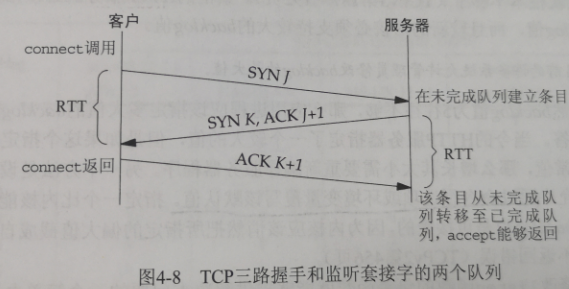 客户
服务器
connect调用
SYN J
在未完成队列建立条目
RTT
SYN K, ACK J+1
RTT
connect返回
ACK K+1
该条目从未完成队
列转移至已完成队
列，accept能够返回
图4-8 TCP三路握手和监听套接字的两个队列